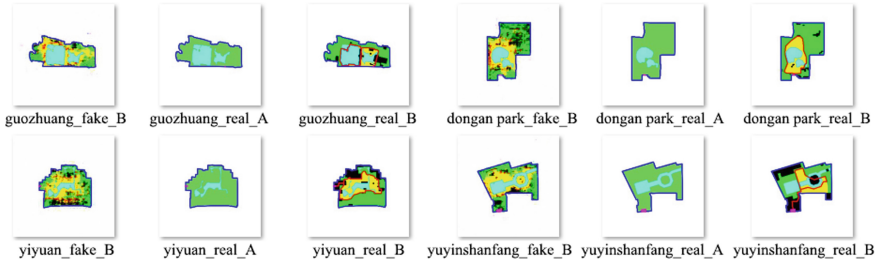 guozhuang_fake_B guozhuang_real_A guozhuang_real_B dongan park_fake_B dongan park_real_A dongan park_real_B
yiyuan_fake_B yiyuan_real_A yiyuan_real_B yuyinshanfang_fake_B yuyinshanfang_real_A yuyinshanfang_real_B